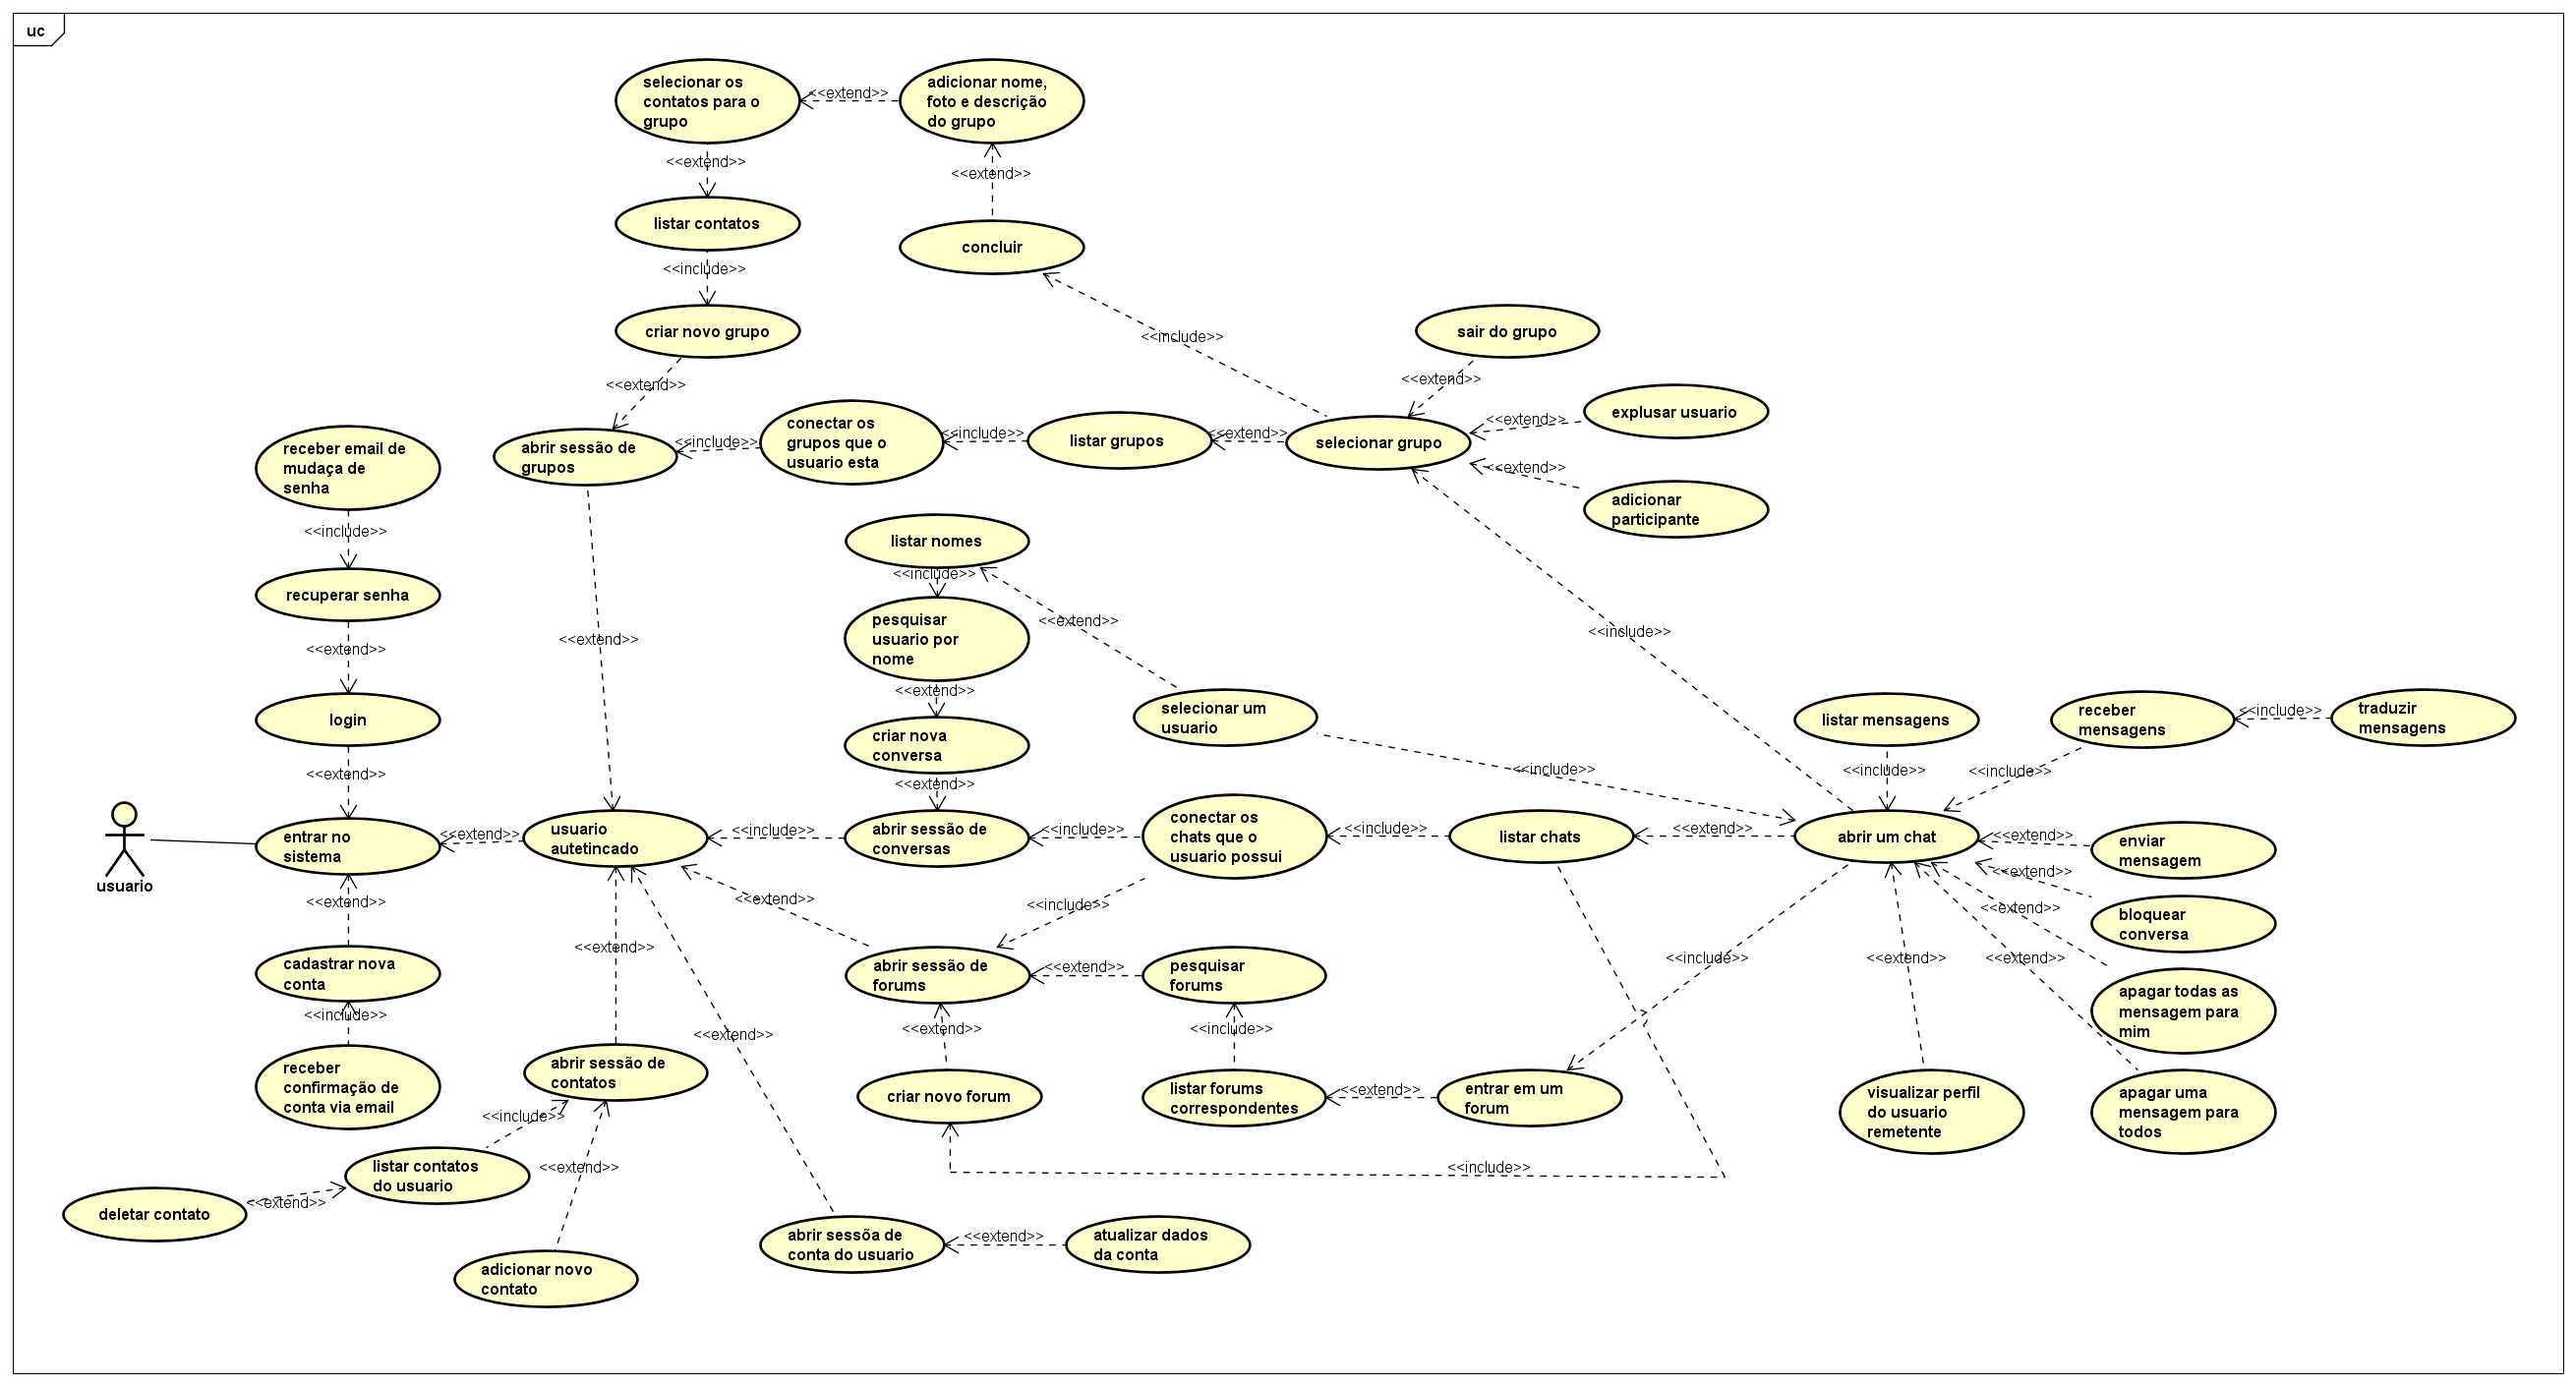 uc
selecionar os
contatos para o
grupo
<<extend>>
adicionar nome,
foto e descrição
do grupo
<<extend>>
<<extend>>
listar contatos
concluir
<<include>>
criar novo grupo
<<include>>
sair do grupo
<<extend>>
<<extend>>
explusar usuario
receber email de
mudaça de
senha
abrir sessão de
grupos
<<include>>
conectar os
grupos que o
usuario esta
<<include>>
listar grupos
<<extend>>
selecionar grupo
<<extend>>
<<extend>>
adicionar
participante
<<include>>
listar nomes
<<include>>
recuperar senha
pesquisar
usuario por
nome
<<extend>>
<<extend>>
<<extend>>
<<include>>
<<extend>>
login
criar nova
conversa
selecionar um
usuario
listar mensagens
receber
mensagens
<<include>>
traduzir
mensagens
<<extend>>
<<extend>>
<<include>>
<<include>>
<<include>>
usuario
entrar no
sistema
<<extend>>
usuario
autetincado
<<include>>
abrir sessão de
conversas
<<include>>
conectar os
chats que o
usuario possui
<<include>>
listar chats
<<extend>>
abrir um chat
<<extend>>
enviar
mensagem
<<extend>>
<<extend>>
<<extend>>
<<include>>
<<extend>>
bloquear
conversa
<<extend>>
<<include>>
<<extend>>
<<extend>>
cadastrar nova
conta
abrir sessão de
forums
<<extend>>
pesquisar
forums
apagar todas as
mensagem para
mim
<<include>>
<<extend>>
<<extend>>
<<include>>
receber
confirmação de
conta via email
abrir sessão de
contatos
criar novo forum
listar forums
correspondentes
<<extend>>
entrar em um
forum
visualizar perfil
do usuario
remetente
apagar uma
mensagem para
todos
<<include>>
listar contatos
do usuario
<<extend>>
<<include>>
deletar contato
<<extend>>
abrir sessõa de
conta do usuario
<<extend>>
atualizar dados
da conta
adicionar novo
contato